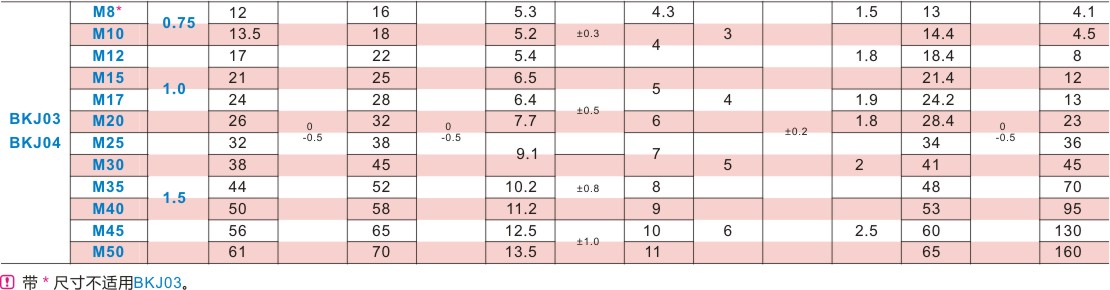 M8* 0.75 12 16 5.3 4.3 1.5 13 4.1
M10 13.5 18 5.2 ±0.3 3 14.4 4.5
M12 17 22 5.4 4 1.8 18.4 8
M15 1.0 21 25 6.5 5 21.4 12
M17 24 28 6.4 ±0.5 4 1.9 24.2 13
BKJ03 M20 26 0 32 0 7.7 6 1.8 28.4 0 23
BKJ04 M25 32 -0.5 38 -0.5 9.1 7 ±0.2 34 -0.5 36
M30 38 45 5 2 41 45
M35 1.5 44 52 10.2 ±0.8 8 48 70
M40 50 58 11.2 9 53 95
M45 56 65 12.5 ±1.0 10 6 2.5 60 130
M50 61 70 13.5 11 65 160
带 * 尺寸不适用BKJ03。